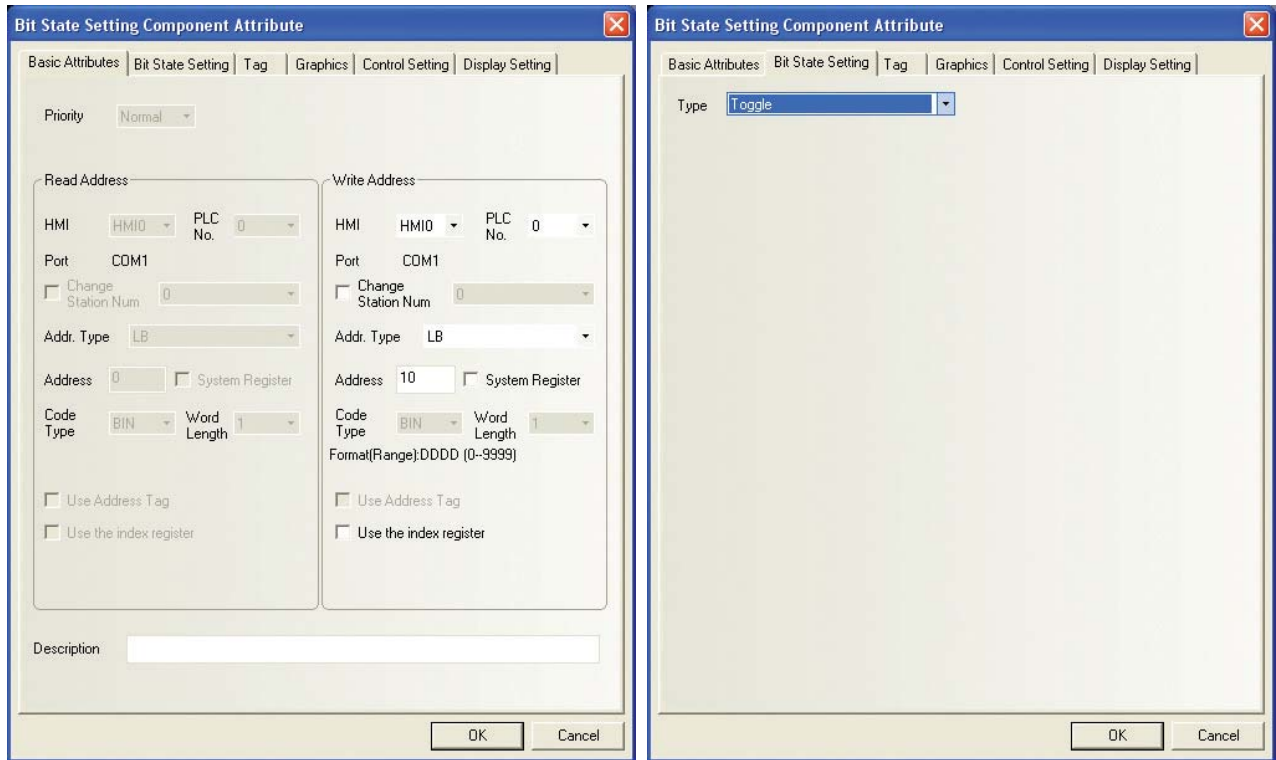 Bit State Setting Component Attribute
Basic Attributes Bit State Setting Tag Graphics Control Setting Display Setting
Priority Normal
Read Address
HMI HMI0 PLC No. 0
Port COM1
Change Station Num 0
Addr. Type LB
Address 0 System Register
Code Type BIN Word Length 1
Use Address Tag
Use the index register
Write Address
HMI HMI0 PLC No. 0
Port COM1
Change Station Num 0
Addr. Type LB
Address 10 System Register
Code Type BIN Word Length 1
Format(Range):DDDD (0--9999)
Use Address Tag
Use the index register
Description
OK Cancel
Bit State Setting Component Attribute
Basic Attributes Bit State Setting Tag Graphics Control Setting Display Setting
Type Toggle
OK Cancel